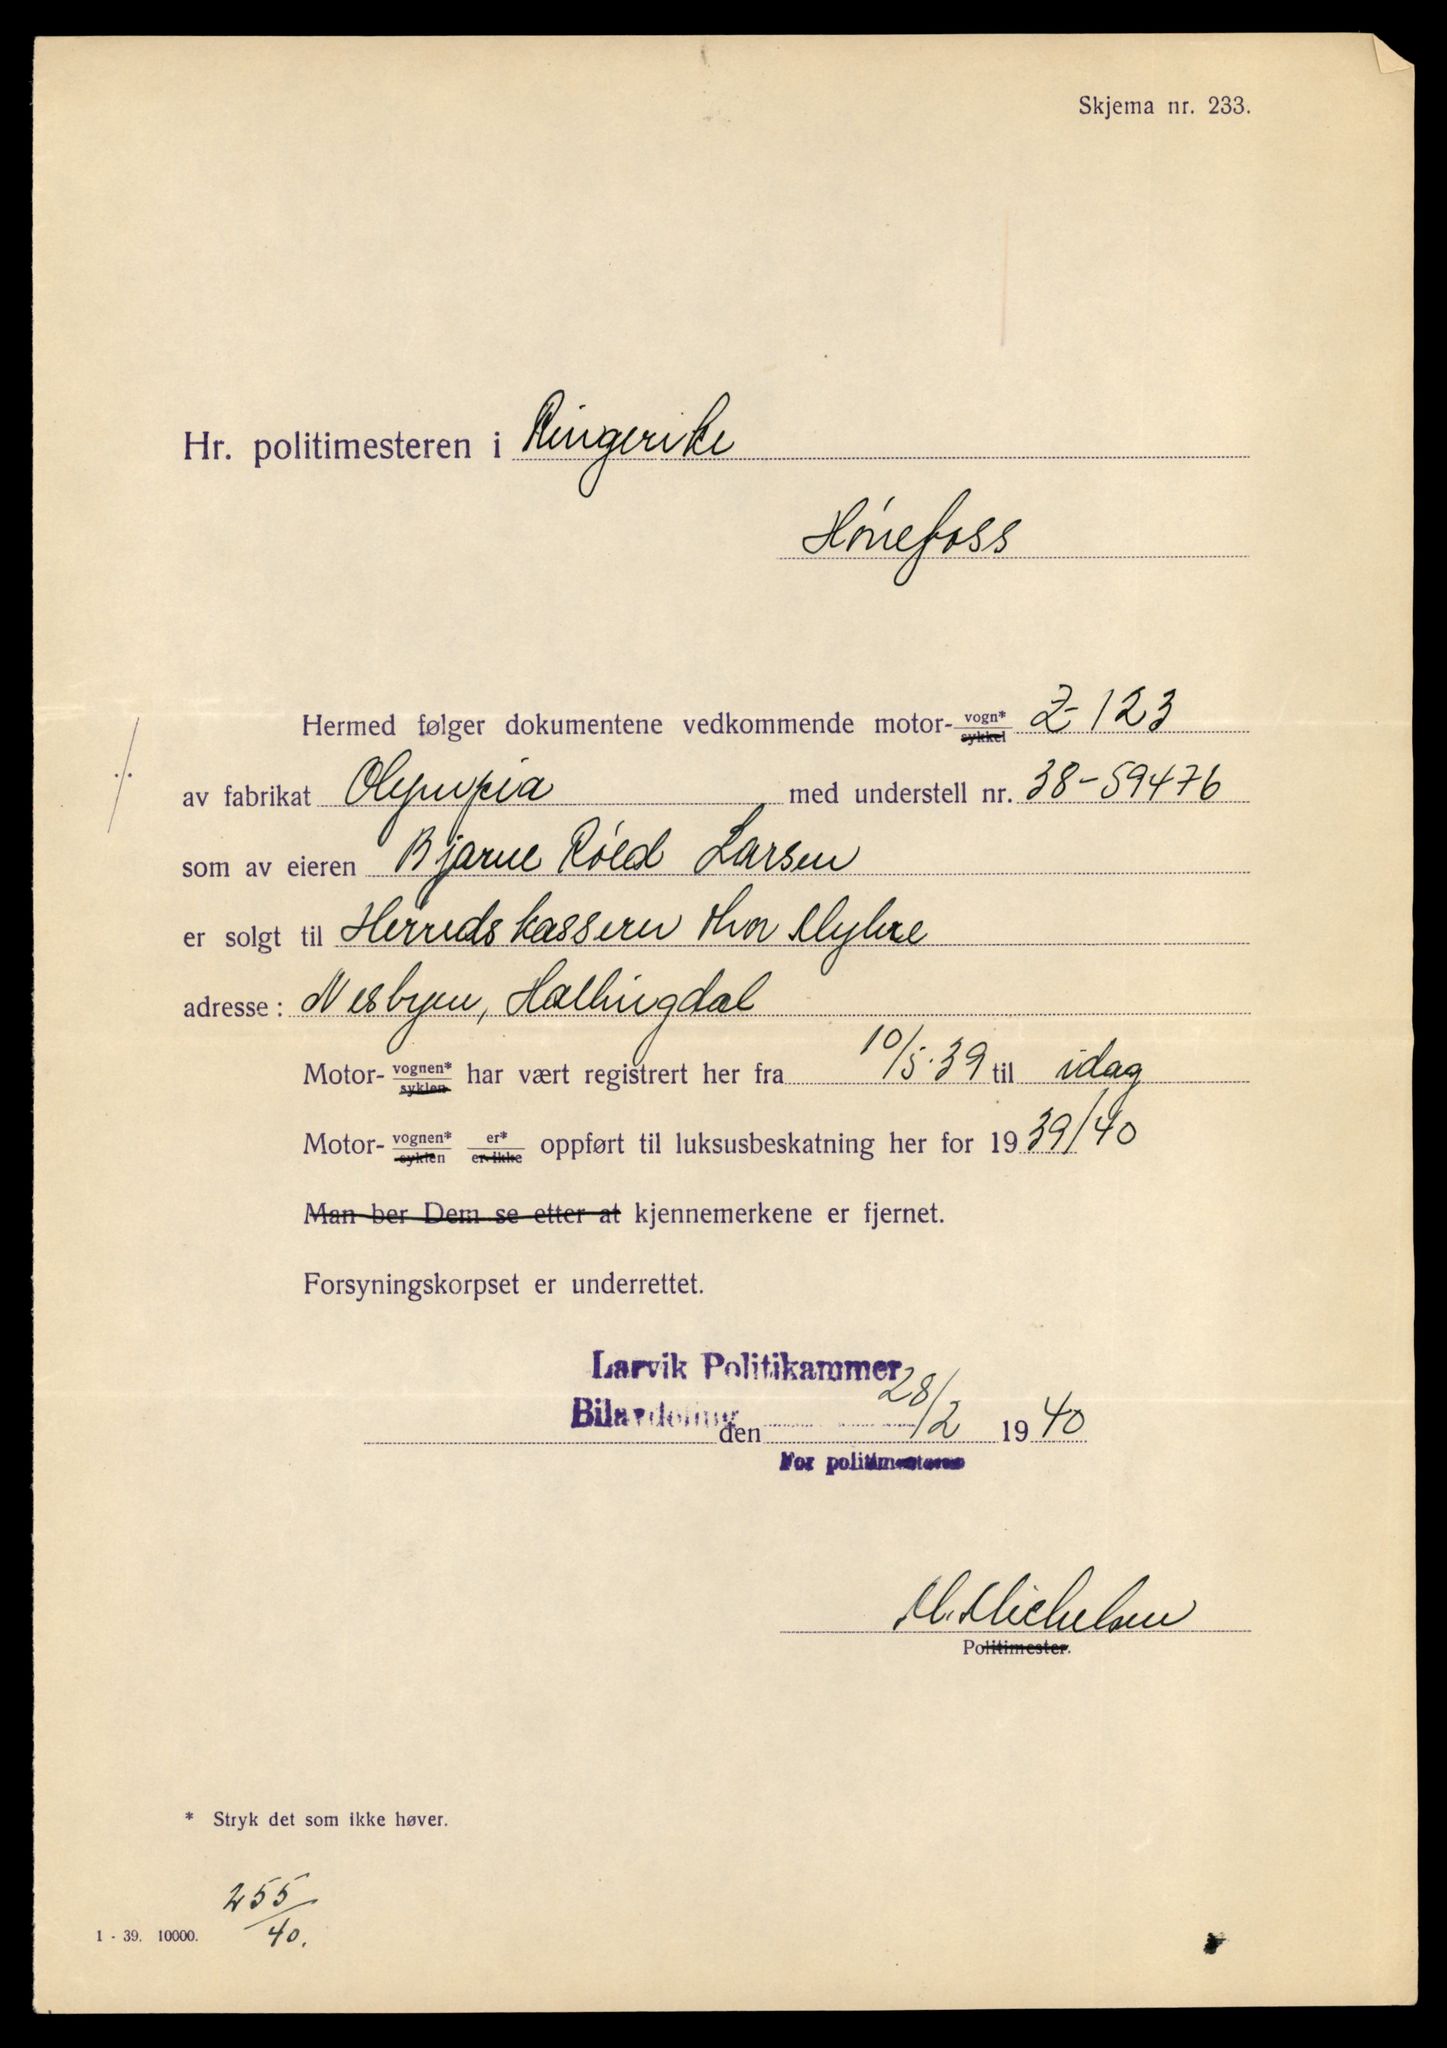 Skjema nr. 233.
Hr. politimesteren i Ringerike
Hønefoss
Hermed følger dokumentene vedkommende motor- vogn* sykkel Z-123
./. av fabrikat Olympia med understell nr. 38-59476
som av eieren Bjarne Røed Larsen
er solgt til Herredskasserer Thor Myhre
adresse: Nesbyen, Hallingdal
Motor- vognen* syklen har vært registrert her fra 10/5.39 til idag
Motor- vognen* syklen er* er ikke oppført til luksusbeskatning her for 1939/40
Man ber Dem se etter at kjennemerkene er fjernet.
Forsyningskorpset er underrettet.
Larvik Politikammer
Bilavdeling den 28/2 1940
For politimesteren
M. Michelsen
Politimester.
* Stryk det som ikke høver.
255/40.
1 - 39. 10000.